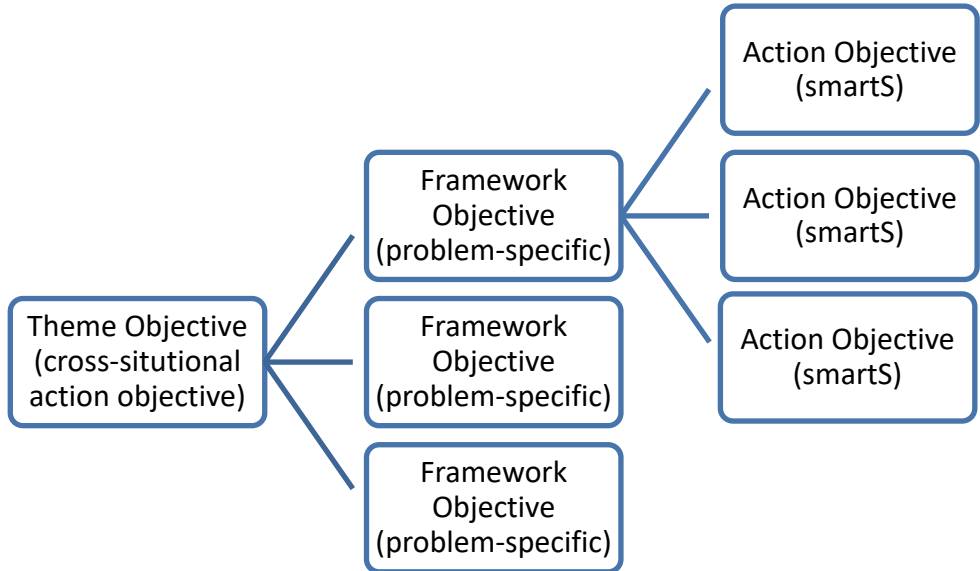 Theme Objective
(cross-situtional
action objective)
Framework
Objective
(problem-specific)
Framework
Objective
(problem-specific)
Framework
Objective
(problem-specific)
Action Objective
(smartS)
Action Objective
(smartS)
Action Objective
(smartS)